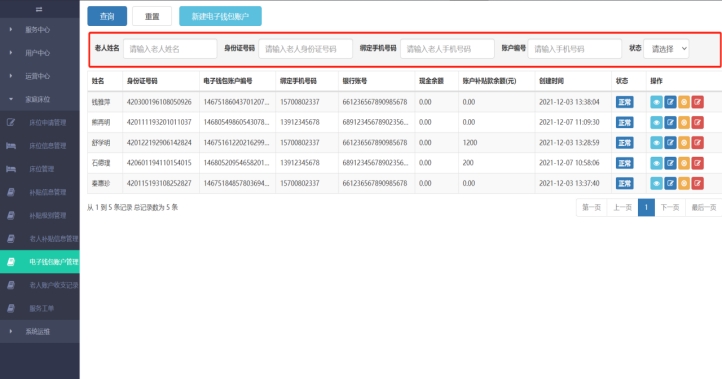 查询 重置 新建电子钱包账户
服务中心
用户中心
运营中心
家庭床位
床位申请管理
床位信息管理
床位管理
补贴信息管理
补贴规则管理
老人补贴信息管理
电子钱包账户管理
老人账户收支记录
服务工单
系统运维
老人姓名 请输入老人姓名 身份证号码 请输入老人身份证号码 绑定手机号码 请输入老人手机号码 账户编号 请输入手机号码 状态 请选择
姓名 身份证号码 电子钱包账户编号 绑定手机号码 银行账号 现金余额 账户补贴款余额(元) 创建时间 状态 操作
钱雅萍 420300196108050926 14675186043701207... 15700802337 661236567890985678 0.00 0.00 2021-12-03 13:38:04 正常
熊再明 420111193201011037 14680549860543078... 13912345678 6891234567890235​6... 0.00 0.00 2021-12-07 11:09:30 正常
舒学明 420122192906142824 14675161220216299... 15700802337 661236567890985678 0.00 1200 2021-12-03 13:28:59 正常
石德煌 420601194110154015 14680520954658201... 13912345678 68912345678902356... 0.00 200 2021-12-07 10:58:06 正常
秦惠珍 420115193108252827 14675184857803694... 15700802337 661236567890985678 0.00 0.00 2021-12-03 13:37:40 正常
从 1 到 5 条记录 总记录数为 5 条
第一页 上一页 1 下一页 最后一页